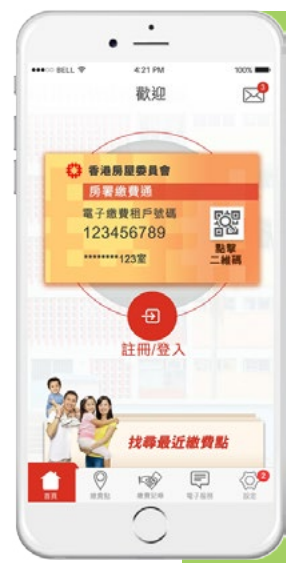 BELL 4:21 PM 100%
歡迎
3
香港房屋委員會
房署繳費通
電子繳費租戶號碼
123456789
********123室
點擊
二維碼
註冊/登入
找尋最近繳費點
2
首頁 繳費點 繳費記錄 電子服務 設定